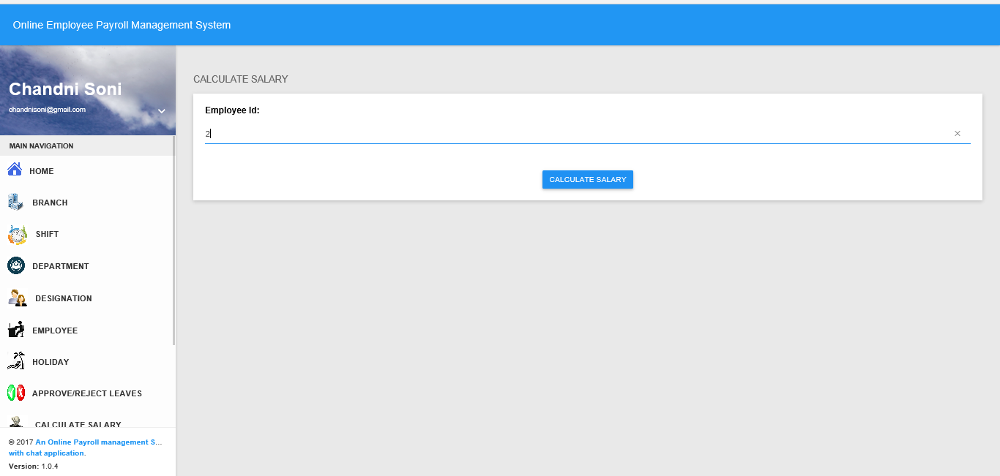 Online Employee Payroll Management System
Chandni Soni
chandnisoni@gmail.com
MAIN NAVIGATION
HOME
BRANCH
SHIFT
DEPARTMENT
DESIGNATION
EMPLOYEE
HOLIDAY
APPROVE/REJECT LEAVES
CALCULATE SALARY
© 2017 An Online Payroll management S...
with chat application.
Version: 1.0.4
CALCULATE SALARY
Employee Id:
2
CALCULATE SALARY